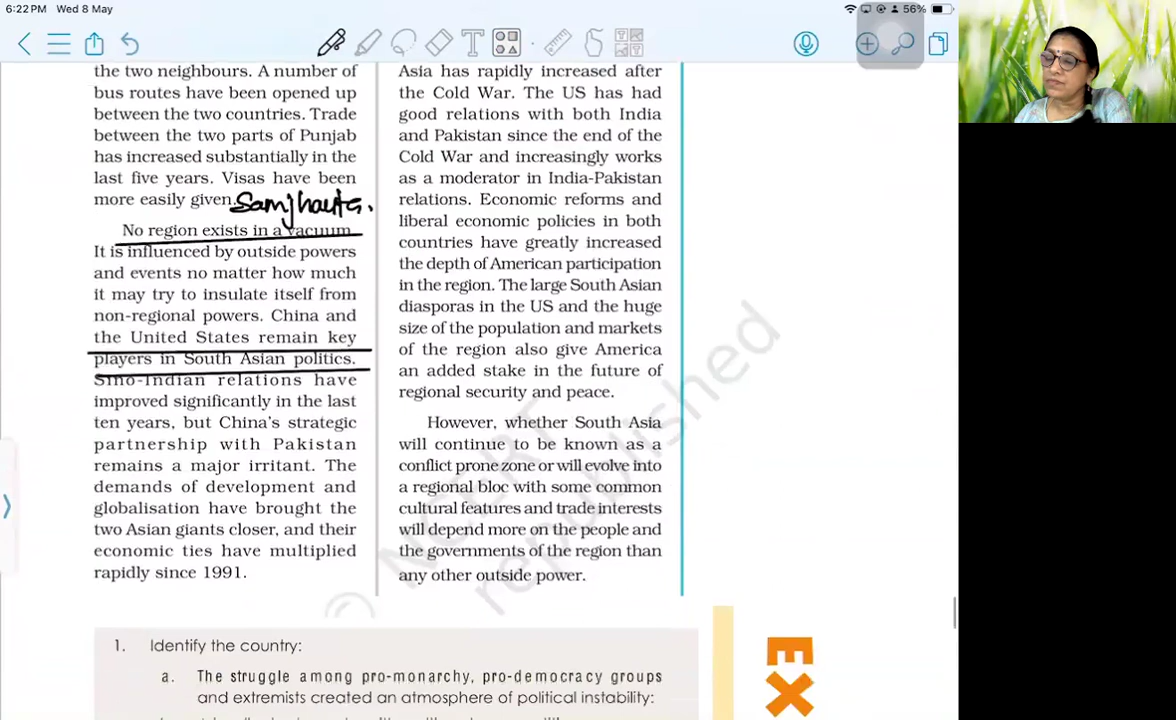 6:22 PM Wed 8 May
56%
the two neighbours. A number of
bus routes have been opened up
between the two countries. Trade
between the two parts of Punjab
has increased substantially in the
last five years. Visas have been
more easily given.
Samjhauta.
No region exists in a vacuum.
It is influenced by outside powers
and events no matter how much
it may try to insulate itself from
non-regional powers. China and
the United States remain key
players in South Asian politics.
Sino-Indian relations have
improved significantly in the last
ten years, but China's strategic
partnership with Pakistan
remains a major irritant. The
demands of development and
globalisation have brought the
two Asian giants closer, and their
economic ties have multiplied
rapidly since 1991.
Asia has rapidly increased after
the Cold War. The US has had
good relations with both India
and Pakistan since the end of the
Cold War and increasingly works
as a moderator in India-Pakistan
relations. Economic reforms and
liberal economic policies in both
countries have greatly increased
the depth of American participation
in the region. The large South Asian
diasporas in the US and the huge
size of the population and markets
of the region also give America
an added stake in the future of
regional security and peace.
However, whether South Asia
will continue to be known as a
conflict prone zone or will evolve into
a regional bloc with some common
cultural features and trade interests
will depend more on the people and
the governments of the region than
any other outside power.
© NCERT
republished
1. Identify the country:
a. The struggle among pro-monarchy, pro-democracy groups
and extremists created an atmosphere of political instability:
EX